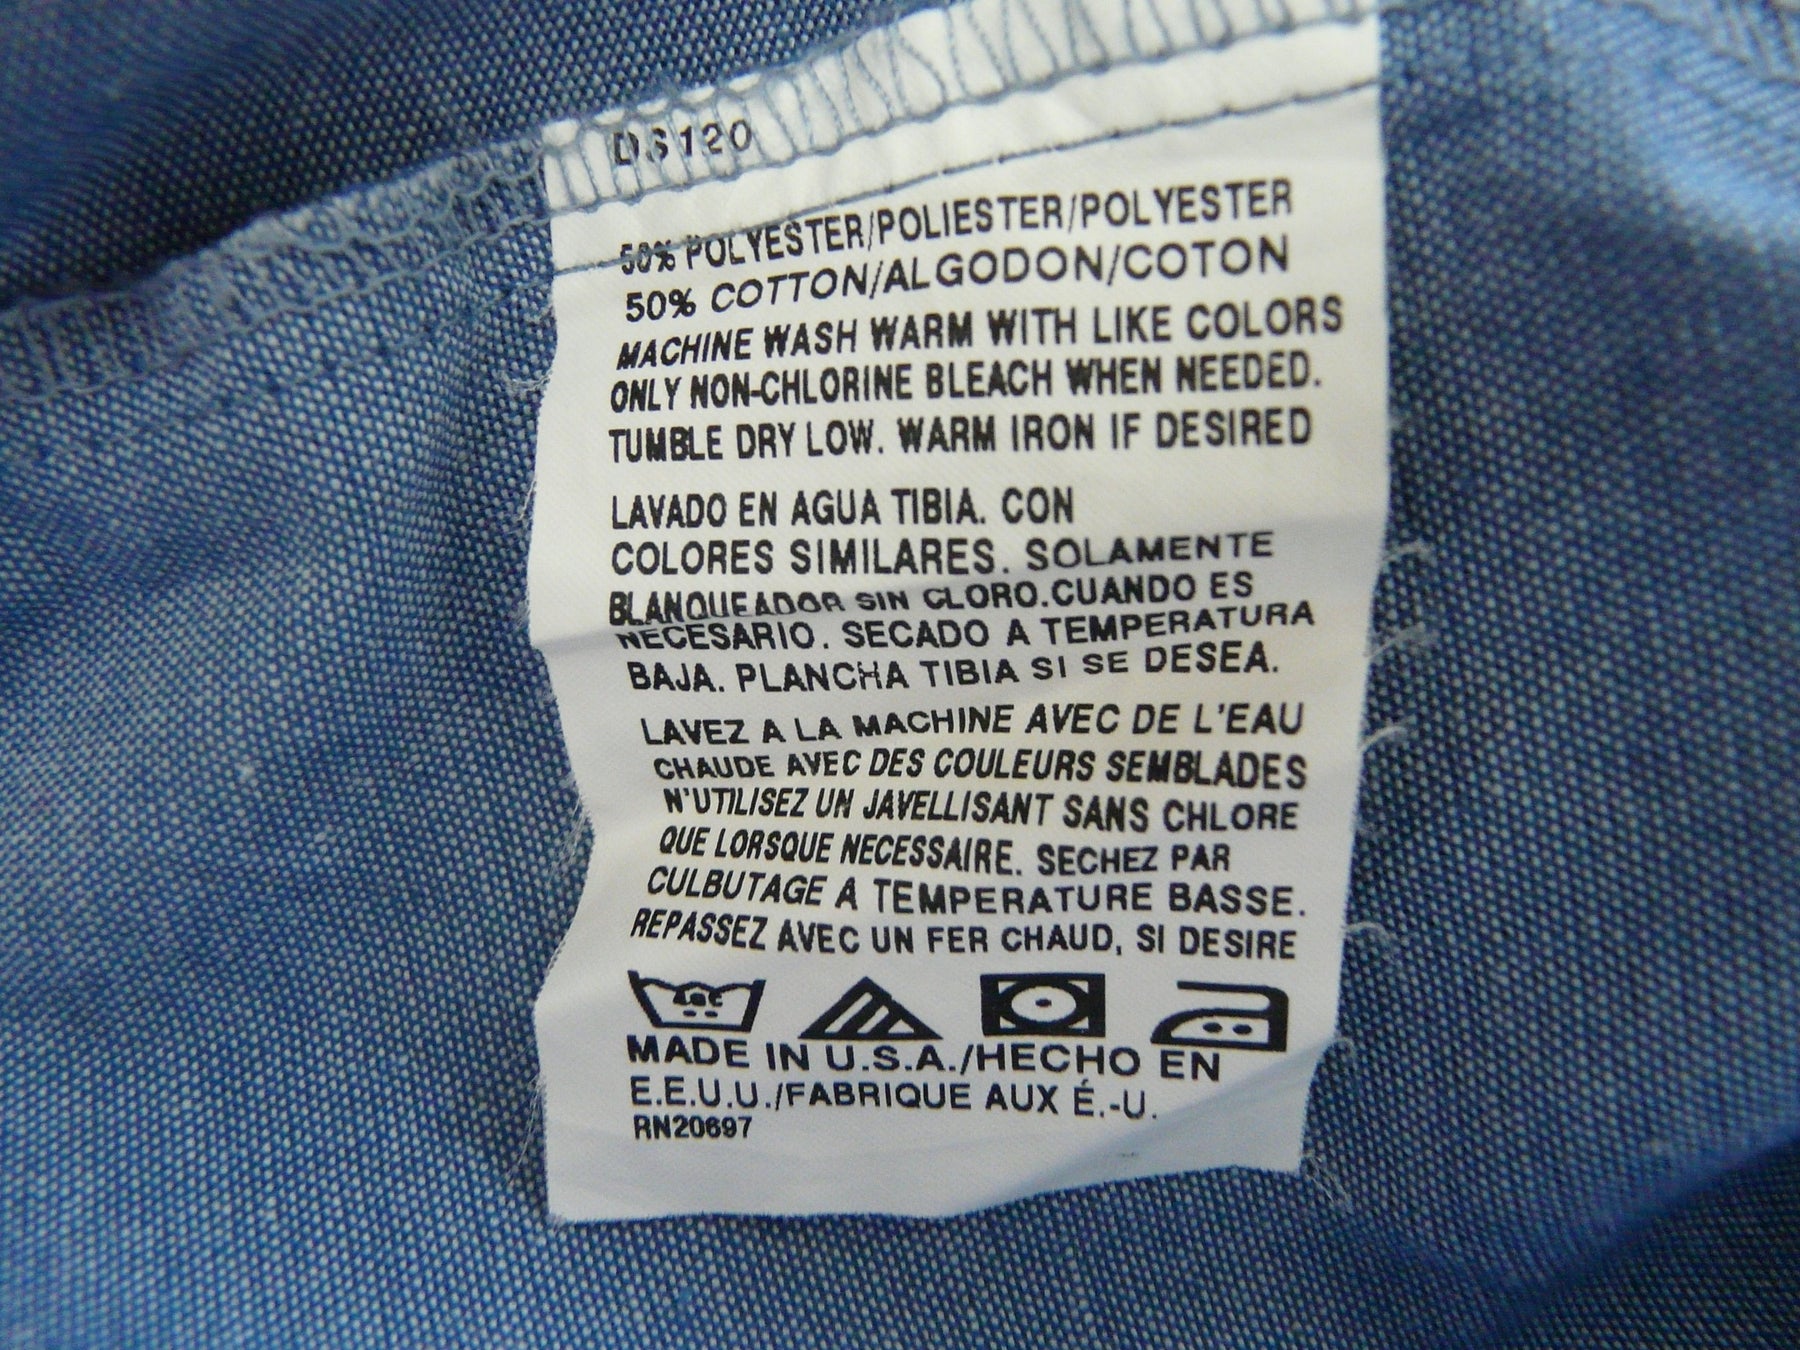 DS120
50% POLYESTER/POLIESTER/POLYESTER
50% COTTON/ALGODON/COTON
MACHINE WASH WARM WITH LIKE COLORS
ONLY NON-CHLORINE BLEACH WHEN NEEDED.
TUMBLE DRY LOW. WARM IRON IF DESIRED
LAVADO EN AGUA TIBIA. CON
COLORES SIMILARES. SOLAMENTE
BLANQUEADOR SIN CLORO.CUANDO ES
NECESARIO. SECADO A TEMPERATURA
BAJA. PLANCHA TIBIA SI SE DESEA.
LAVEZ A LA MACHINE AVEC DE L'EAU
CHAUDE AVEC DES COULEURS SEMBLADES
N'UTILISEZ UN JAVELLISANT SANS CHLORE
QUE LORSQUE NECESSAIRE. SECHEZ PAR
CULBUTAGE A TEMPERATURE BASSE.
REPASSEZ AVEC UN FER CHAUD, SI DESIRE
MADE IN U.S.A./HECHO EN
E.E.U.U./FABRIQUE AUX É.-U.
RN20697